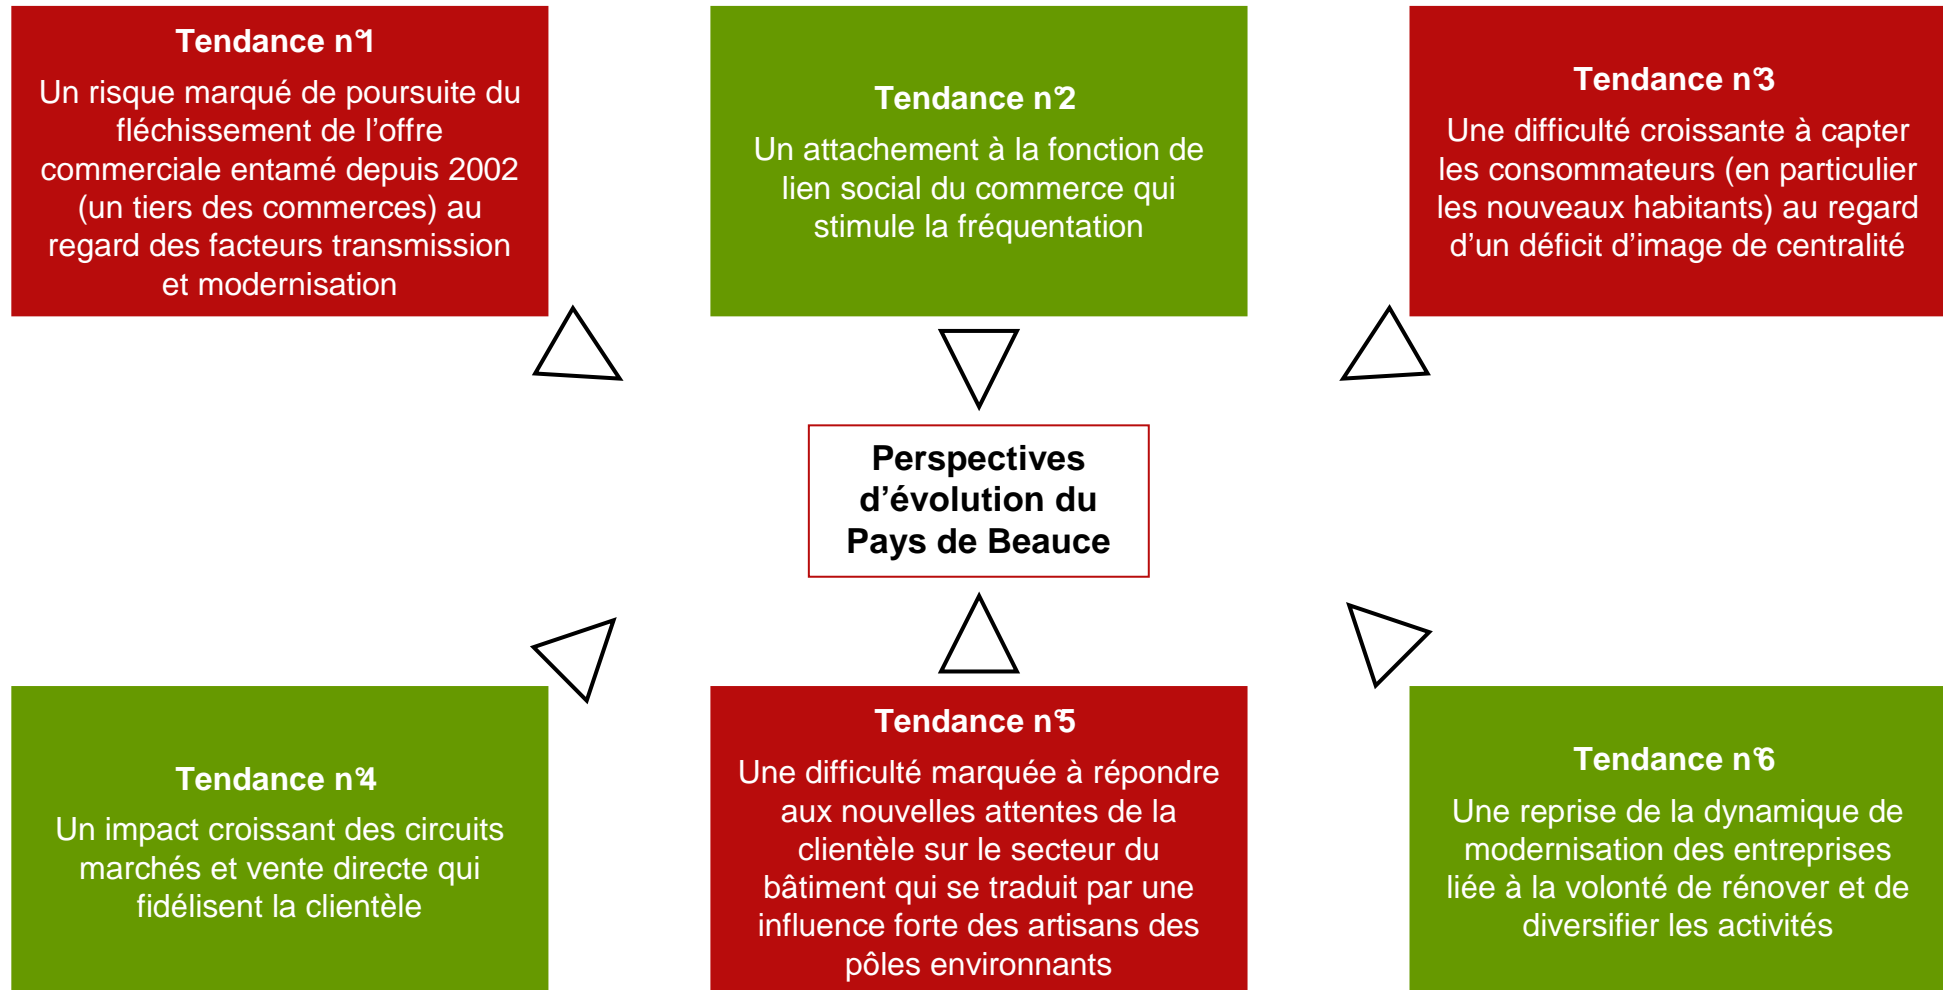 Tendance n°1
Un risque marqué de poursuite du
fléchissement de l’offre
commerciale entamé depuis 2002
(un tiers des commerces) au
regard des facteurs transmission
et modernisation
Tendance n°2
Un attachement à la fonction de
lien social du commerce qui
stimule la fréquentation
Tendance n°3
Une difficulté croissante à capter
les consommateurs (en particulier
les nouveaux habitants) au regard
d’un déficit d’image de centralité
Perspectives
d’évolution du
Pays de Beauce
Tendance n°4
Un impact croissant des circuits
marchés et vente directe qui
fidélisent la clientèle
Tendance n°5
Une difficulté marquée à répondre
aux nouvelles attentes de la
clientèle sur le secteur du
bâtiment qui se traduit par une
influence forte des artisans des
pôles environnants
Tendance n°6
Une reprise de la dynamique de
modernisation des entreprises
liée à la volonté de rénover et de
diversifier les activités